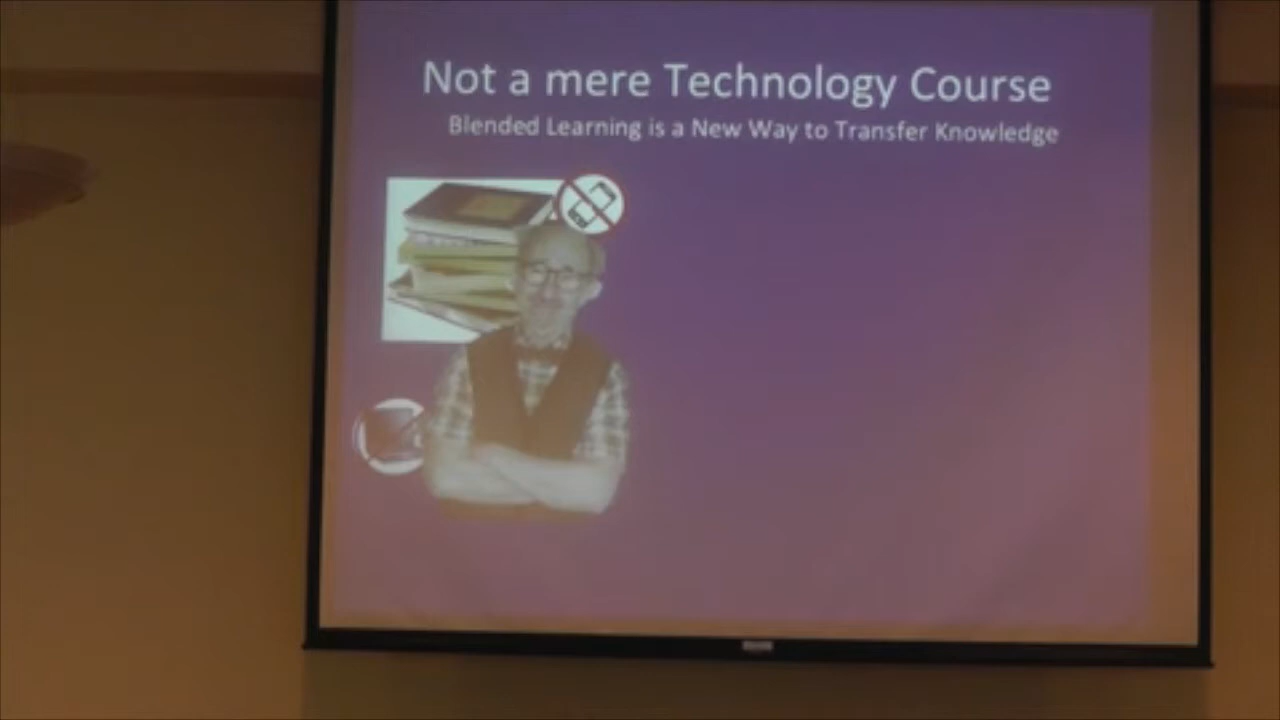 Not a mere Technology Course
Blended Learning is a New Way to Transfer Knowledge